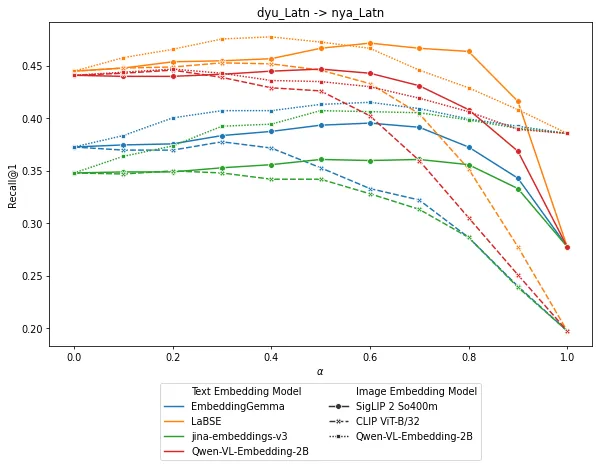 dyu_Latn -> nya_Latn
Recall@1
0.45
0.40
0.35
0.30
0.25
0.20
0.0
0.2
0.4
0.6
0.8
1.0
α
Text Embedding Model
EmbeddingGemma
LaBSE
jina-embeddings-v3
Qwen-VL-Embedding-2B
Image Embedding Model
SigLIP 2 So400m
CLIP ViT-B/32
Qwen-VL-Embedding-2B